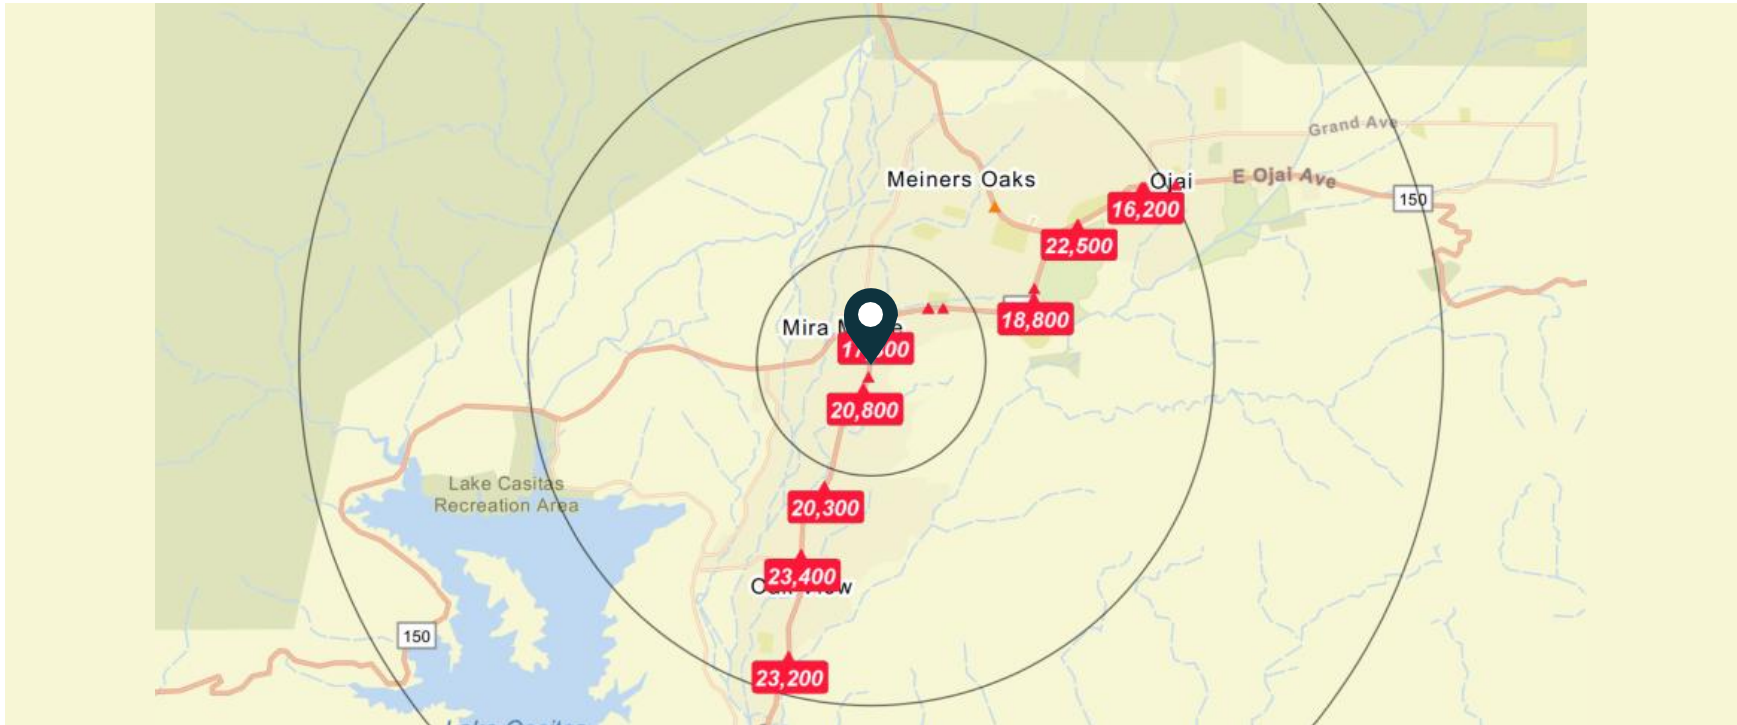 Grand Ave
Meiners Oaks
Ojai
E Ojai Ave
150
16,200
22,500
18,800
Mira
20,800
Lake Casitas
Recreation Area
20,300
23,400
150
23,200